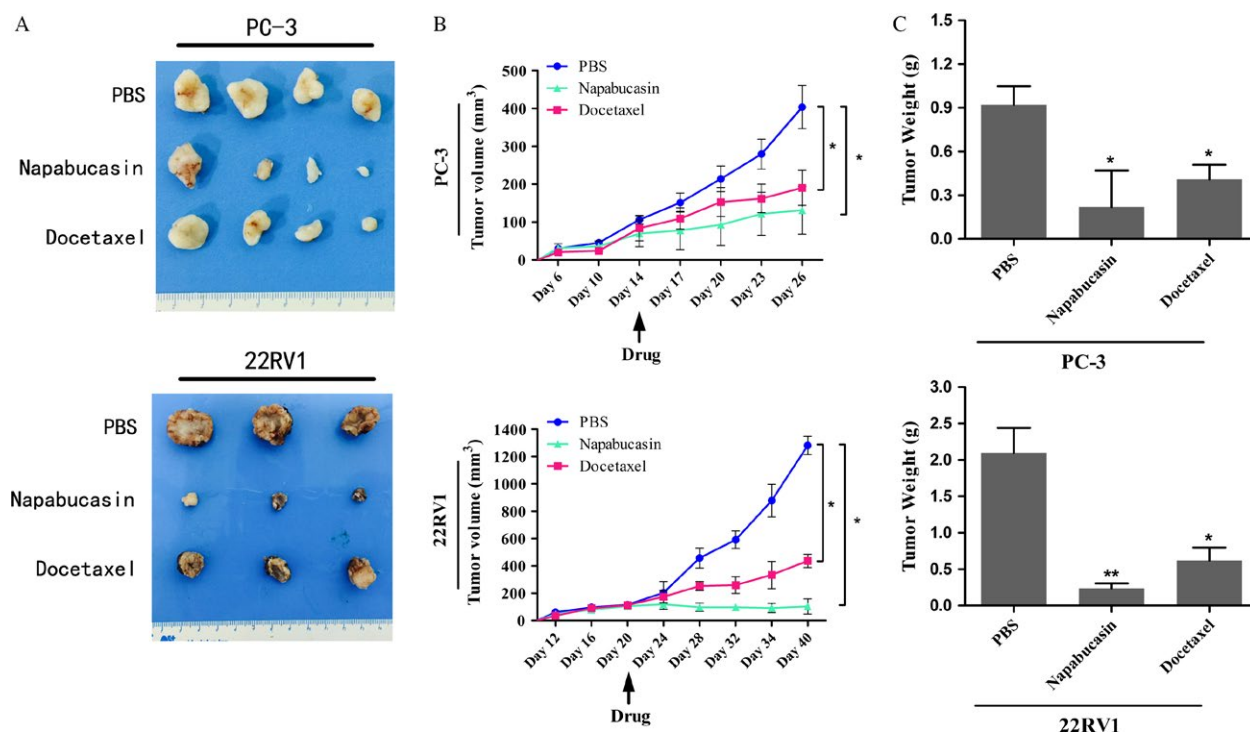 A
PC-3
PBS
Napabucasin
Docetaxel
22RV1
PBS
Napabucasin
Docetaxel
B
PBS
Napabucasin
Docetaxel
PC-3
Tumor volume (mm³)
500
400
300
200
100
0
*
*
Day 6
Day 10
Day 14
Day 17
Day 20
Day 23
Day 26
Drug
PBS
Napabucasin
Docetaxel
22RV1
Tumor volume (mm³)
1400
1200
1000
800
600
400
200
0
*
*
Day 12
Day 16
Day 20
Day 24
Day 28
Day 32
Day 34
Day 40
Drug
C
Tumor Weight (g)
1.5
1.2
0.9
0.6
0.3
0.0
*
*
PBS
Napabucasin
Docetaxel
PC-3
Tumor Weight (g)
3.0
2.5
2.0
1.5
1.0
0.5
0.0
**
*
PBS
Napabucasin
Docetaxel
22RV1